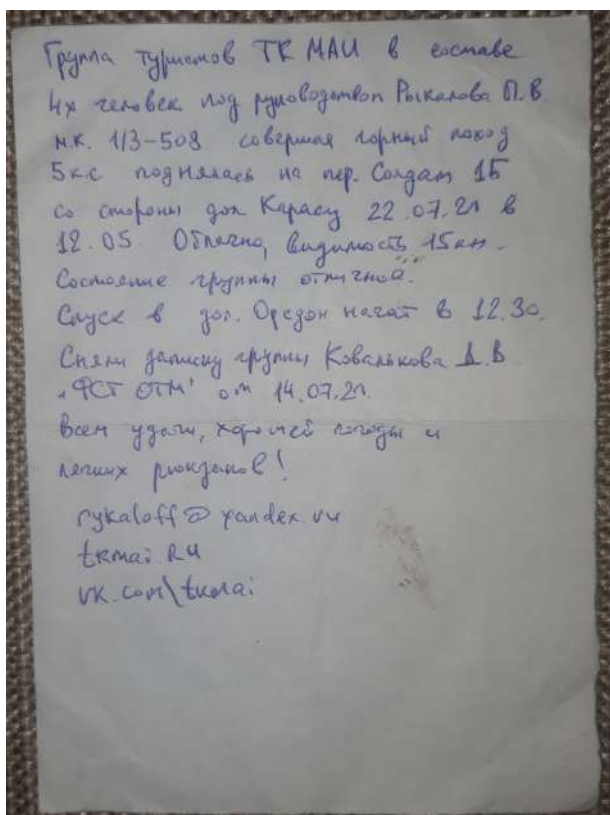 Группа туристов ТК МАИ в составе
4х человек под руководством Рыкалова П.В.
м.к. 1/3-508 совершая горный поход
5 к.с поднялась на пер. Солдат 1Б
со стороны дол Карасу 22.07.21 в
12.05. Облачно, видимость 15км.
Состояние группы отличное.
Спуск в дол. Орсдон начат в 12.30.
Сняли записку группы Ковалькова Д.В
"ФСТ ОТМ" от 14.07.21.
Всем удачи, хорошей погоды и
легких рюкзаков!
rykaloff@yandex.ru
tkmai.RU
vk.com\tkmai